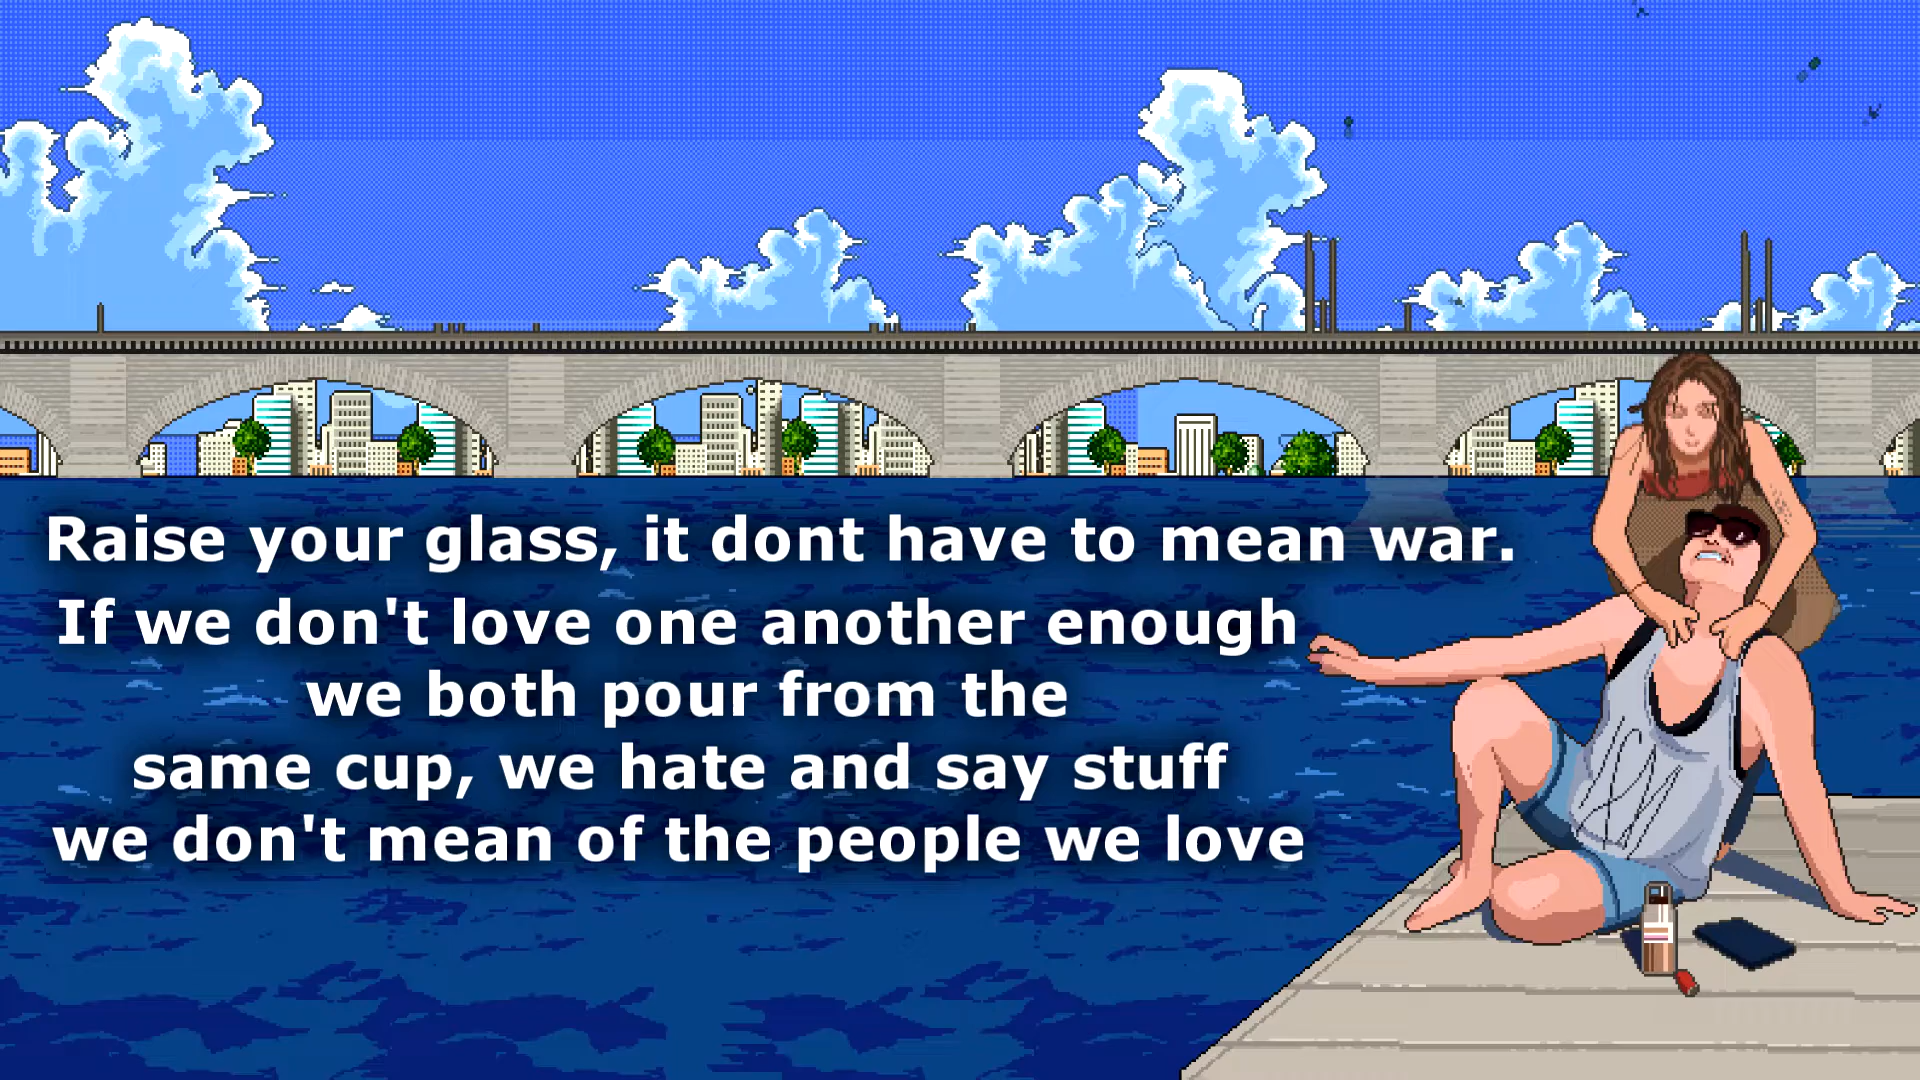 Raise your glass, it dont have to mean war.
If we don't love one another enough
we both pour from the
same cup, we hate and say stuff
we don't mean of the people we love